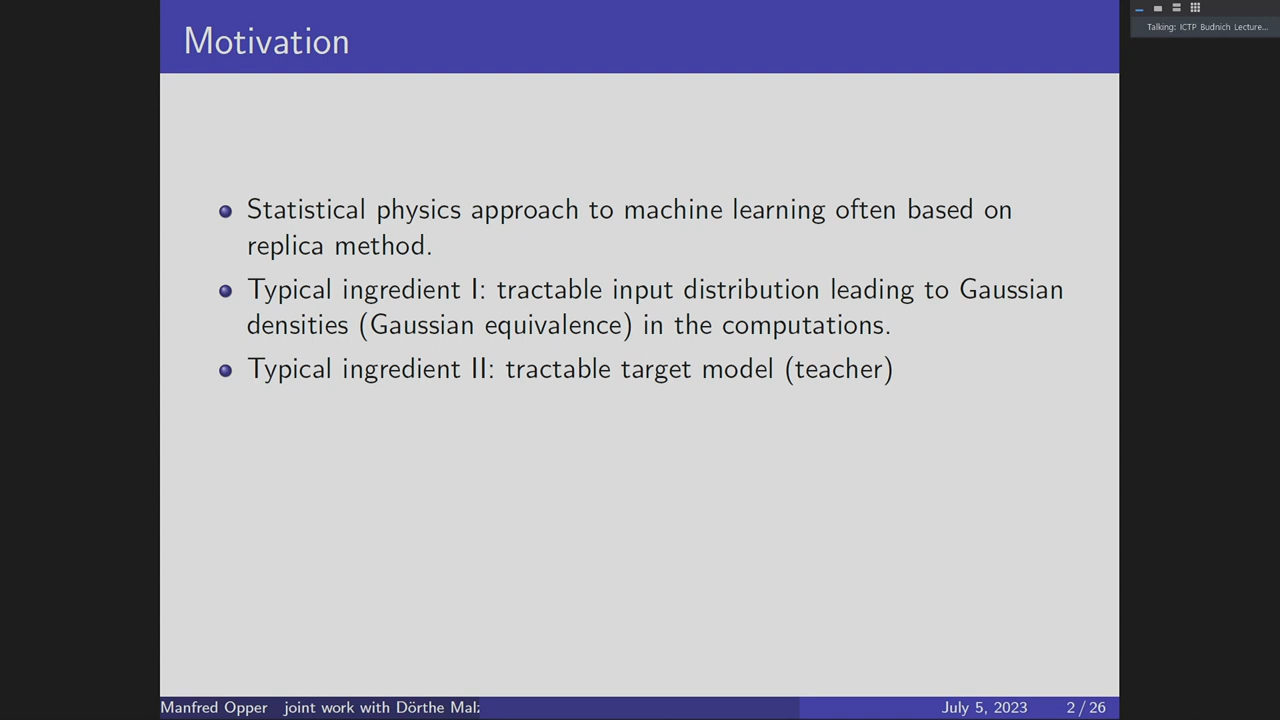 Motivation
Talking: ICTP Budnich Lecture...
Statistical physics approach to machine learning often based on
replica method.
Typical ingredient I: tractable input distribution leading to Gaussian
densities (Gaussian equivalence) in the computations.
Typical ingredient II: tractable target model (teacher)
Manfred Opper joint work with Dörthe Malz
July 5, 2023 2 / 26